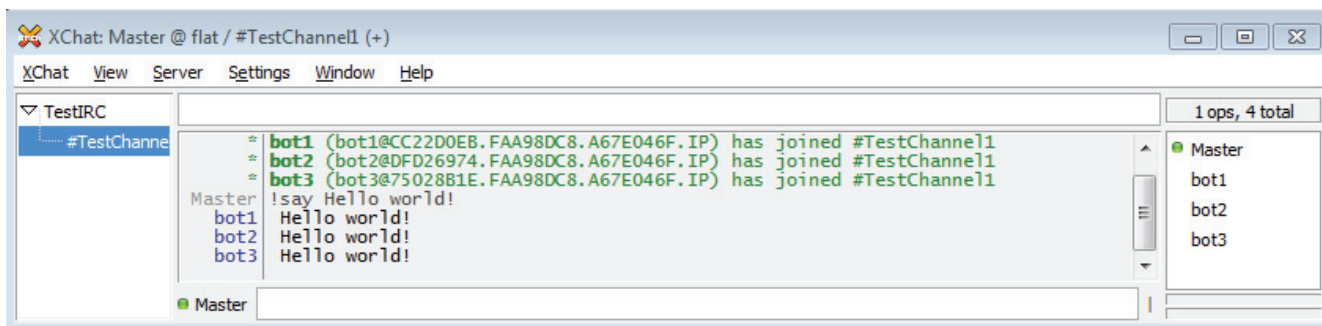 XChat: Master @ flat / #TestChannel1 (+)
XChat View Server Settings Window Help
TestIRC
#TestChanne
1 ops, 4 total
* bot1 (bot1@CC22D0EB.FAA98DC8.A67E046F.IP) has joined #TestChannel1
* bot2 (bot2@DFD26974.FAA98DC8.A67E046F.IP) has joined #TestChannel1
* bot3 (bot3@75028B1E.FAA98DC8.A67E046F.IP) has joined #TestChannel1
Master !say Hello world!
bot1 Hello world!
bot2 Hello world!
bot3 Hello world!
Master
Master
bot1
bot2
bot3